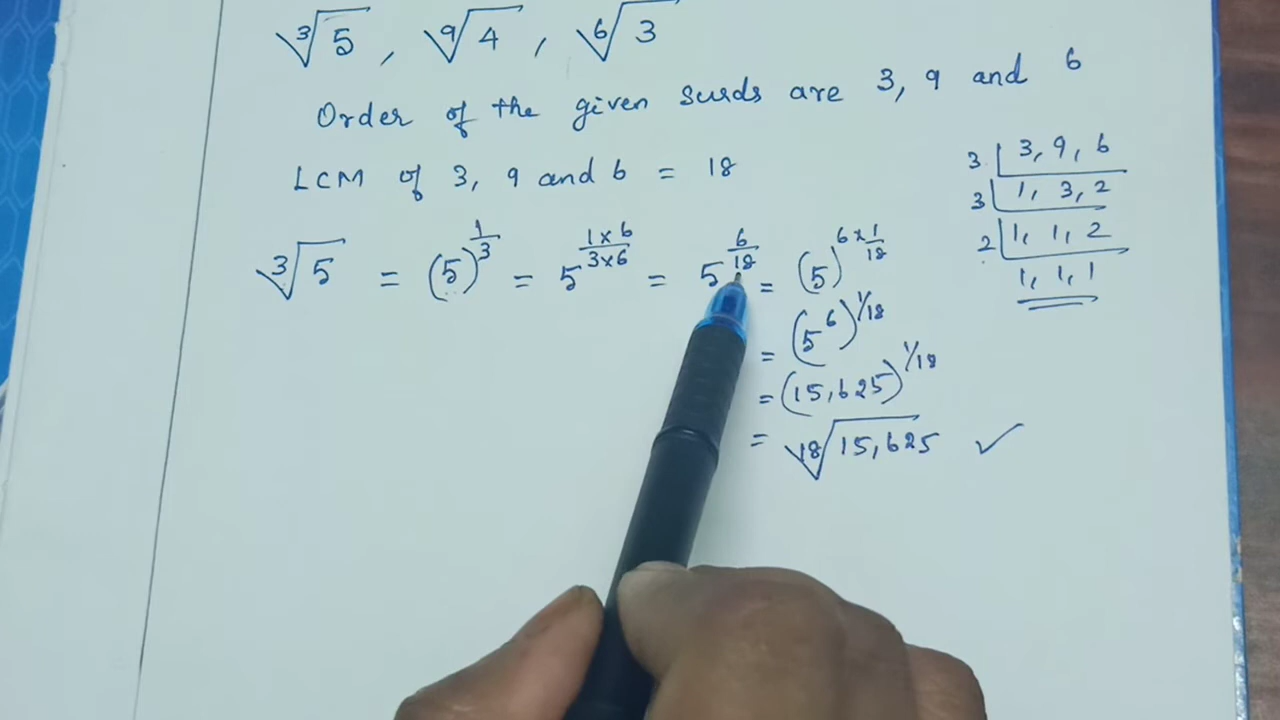 ∛5, ⁹√4, ⁶√3
Order of the given surds are 3, 9 and 6
LCM of 3, 9 and 6 = 18
3 | 3, 9, 6
3 | 1, 3, 2
2 | 1, 1, 2
1, 1, 1
∛5 = (5)^(1/3) = 5^((1×6)/(3×6)) = 5^(6/18) = (5)^(6×1/18)
= (5⁶)^(1/18)
= (15,625)^(1/18)
= ¹⁸√15,625 ✓